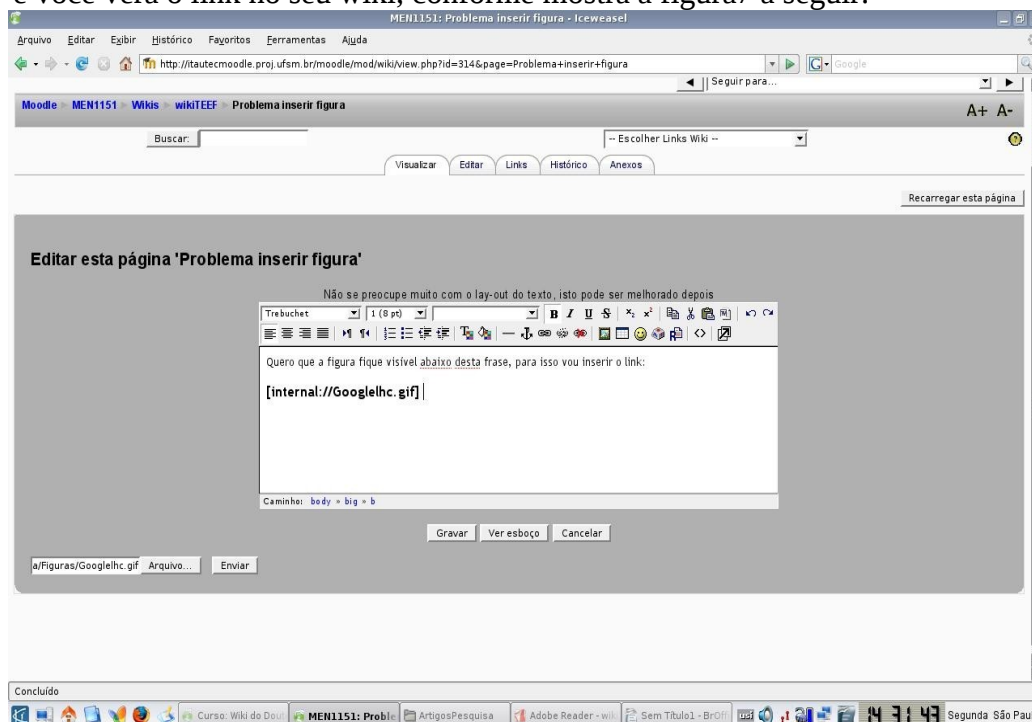 e você verá o link no seu wiki, conforme mostra a figura7 a seguir:
MEN1151: Problema inserir figura - Iceweasel
Arquivo Editar Exibir Histórico Favoritos Ferramentas Ajuda
http://itautecmoodle.proj.ufsm.br/moodle/mod/wiki/view.php?id=314&page=Problema+inserir+figura Google
Seguir para...
Moodle » MEN1151 » Wikis » wikiTEEF » Problema inserir figura
A+ A-
Buscar: -- Escolher Links Wiki --
Visualizar Editar Links Histórico Anexos
Recarregar esta página
Editar esta página 'Problema inserir figura'
Não se preocupe muito com o lay-out do texto, isto pode ser melhorado depois
Trebuchet 1 (8 pt) B I U S x₂ x²
Quero que a figura fique visível abaixo desta frase, para isso vou inserir o link:
[internal://Googlelhc.gif]
Caminho: body » big » b
Gravar Ver esboço Cancelar
a/Figuras/Googlelhc.gif Arquivo... Enviar
Concluído
Curso: Wiki do Dou MEN1151: Proble ArtigosPesquisa Adobe Reader - wi Sem Título1 - BrOff 14 31 43 Segunda São Pau